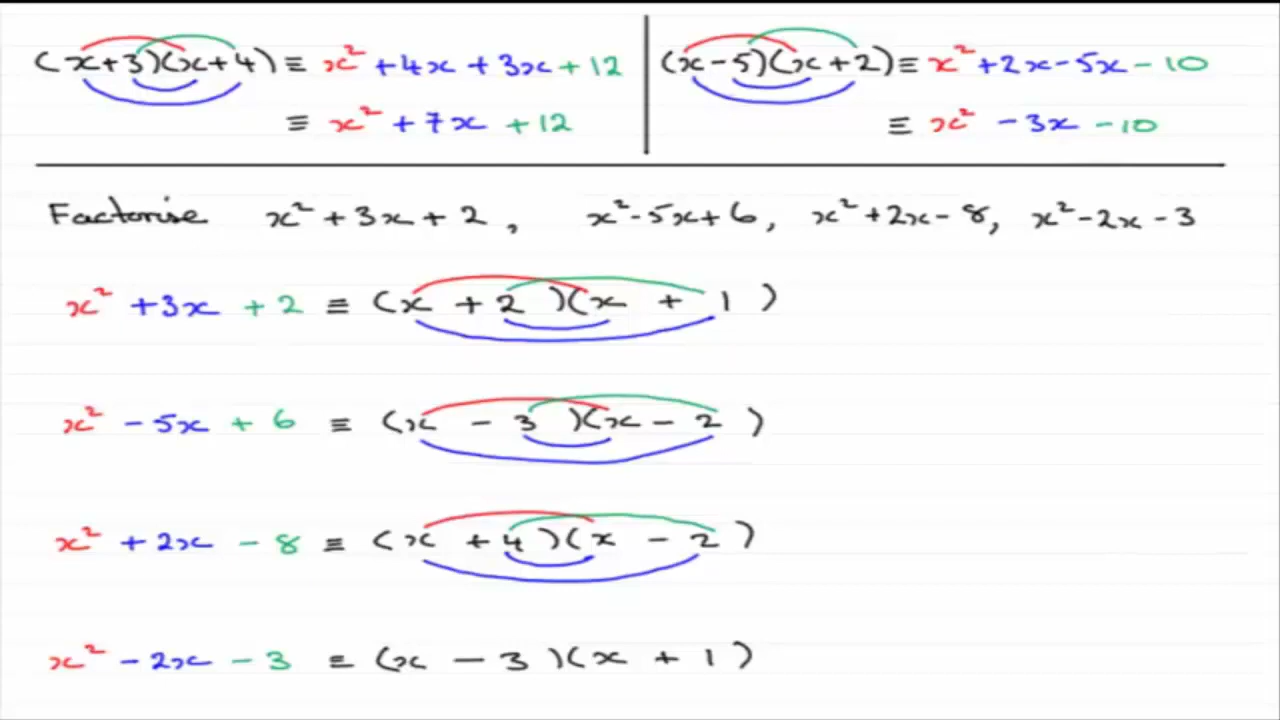 (x+3)(x+4) ≡ x² + 4x + 3x + 12
≡ x² + 7x + 12
(x-5)(x+2) ≡ x² + 2x - 5x - 10
≡ x² - 3x - 10
Factorise x² + 3x + 2, x² - 5x + 6, x² + 2x - 8, x² - 2x - 3
x² + 3x + 2 ≡ (x + 2)(x + 1)
x² - 5x + 6 ≡ (x - 3)(x - 2)
x² + 2x - 8 ≡ (x + 4)(x - 2)
x² - 2x - 3 ≡ (x - 3)(x + 1)